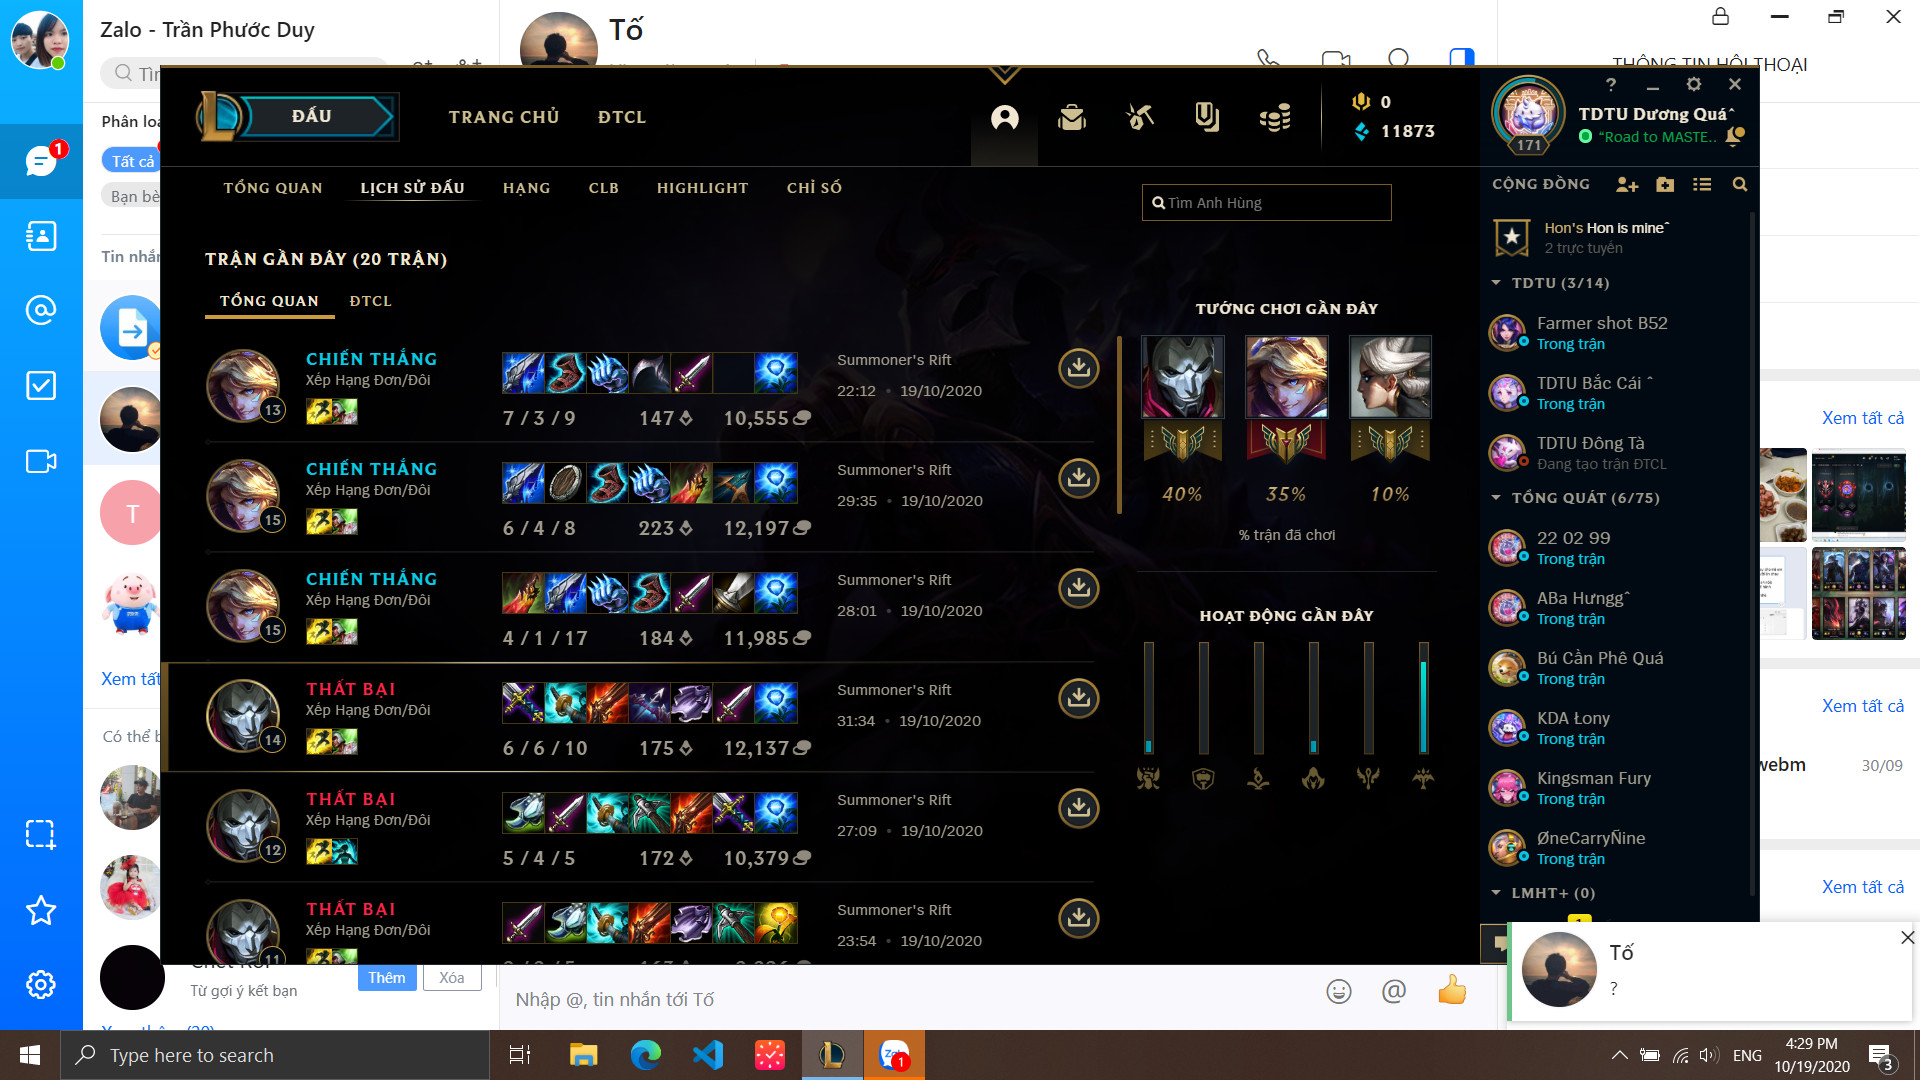 Zalo - Trần Phước Duy
Tố
THÔNG TIN HỘI THOẠI
Tất cả
1
ĐẤU
TRANG CHỦ
ĐTCL
0
11873
171
TDTU Dương Quáˆ
“Road to MASTE..
TỔNG QUAN
LỊCH SỬ ĐẤU
HẠNG
CLB
HIGHLIGHT
CHỈ SỐ
Tìm Anh Hùng
TRẬN GẦN ĐÂY (20 TRẬN)
TỔNG QUAN
ĐTCL
CHIẾN THẮNG
Xếp Hạng Đơn/Đôi
13
7 / 3 / 9
147
10,555
Summoner's Rift
22:12 • 19/10/2020
CHIẾN THẮNG
Xếp Hạng Đơn/Đôi
15
6 / 4 / 8
223
12,197
Summoner's Rift
29:35 • 19/10/2020
CHIẾN THẮNG
Xếp Hạng Đơn/Đôi
15
4 / 1 / 17
184
11,985
Summoner's Rift
28:01 • 19/10/2020
THẤT BẠI
Xếp Hạng Đơn/Đôi
14
6 / 6 / 10
175
12,137
Summoner's Rift
31:34 • 19/10/2020
THẤT BẠI
Xếp Hạng Đơn/Đôi
12
5 / 4 / 5
172
10,379
Summoner's Rift
27:09 • 19/10/2020
THẤT BẠI
Xếp Hạng Đơn/Đôi
11
Summoner's Rift
23:54 • 19/10/2020
TƯỚNG CHƠI GẦN ĐÂY
40%
35%
10%
% trận đã chơi
HOẠT ĐỘNG GẦN ĐÂY
CỘNG ĐỒNG
Hon's Hon is mineˆ
2 trực tuyến
TDTU (3/14)
Farmer shot B52
Trong trận
TDTU Bắc Cái ˆ
Trong trận
TDTU Đông Tà
Đang tạo trận ĐTCL
TỔNG QUÁT (6/75)
22 02 99
Trong trận
ABa Hưnggˆ
Trong trận
Bú Cần Phê Quá
Trong trận
KDA Łony
Trong trận
Kingsman Fury
Trong trận
ØneCarryÑine
Trong trận
LMHT+ (0)
Phân loạ
Bạn bè
Tin nhắn
T
Xem tất
Có thể b
Từ gợi ý kết bạn
Thêm
Xóa
Nhập @, tin nhắn tới Tố
Xem tất cả
Xem tất cả
webm
30/09
Xem tất cả
Tố
?
Type here to search
1
ENG
4:29 PM
10/19/2020
3